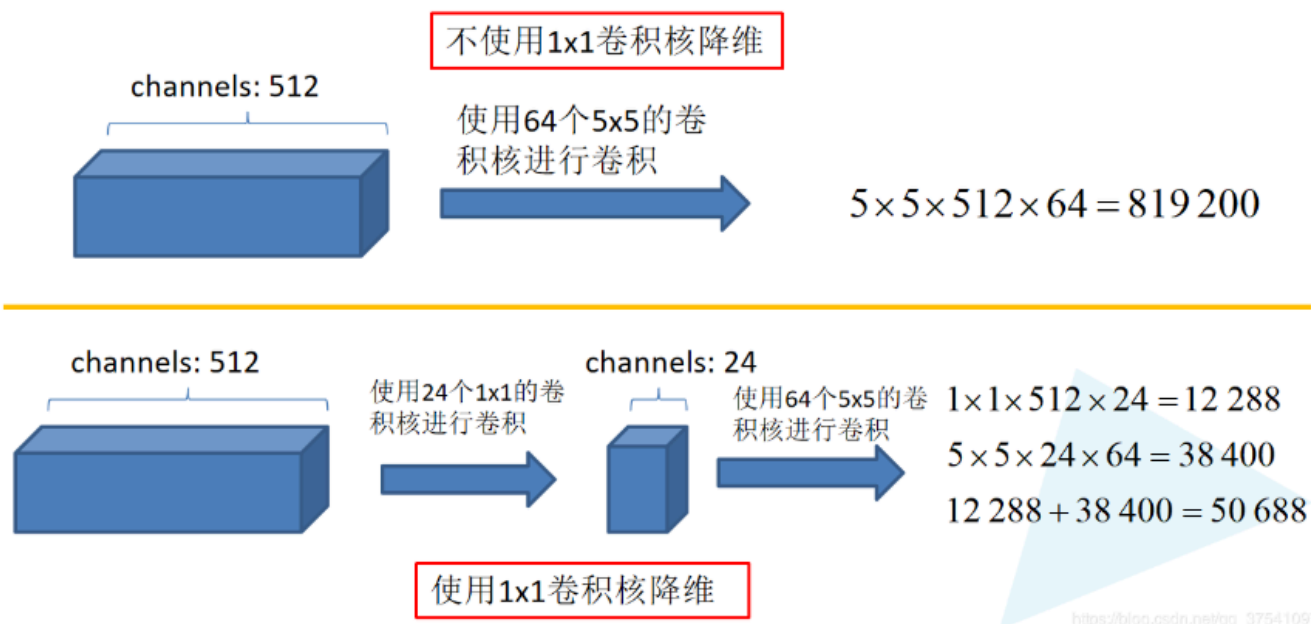 不使用1x1卷积核降维
channels: 512
使用64个5x5的卷
积核进行卷积
5×5×512×64=819 200
channels: 512
使用24个1x1的卷
积核进行卷积
channels: 24
使用64个5x5的卷
积核进行卷积
1×1×512×24=12 288
5×5×24×64=38 400
12 288+38 400=50 688
使用1x1卷积核降维
https://blog.csdn.net/qq_3754109